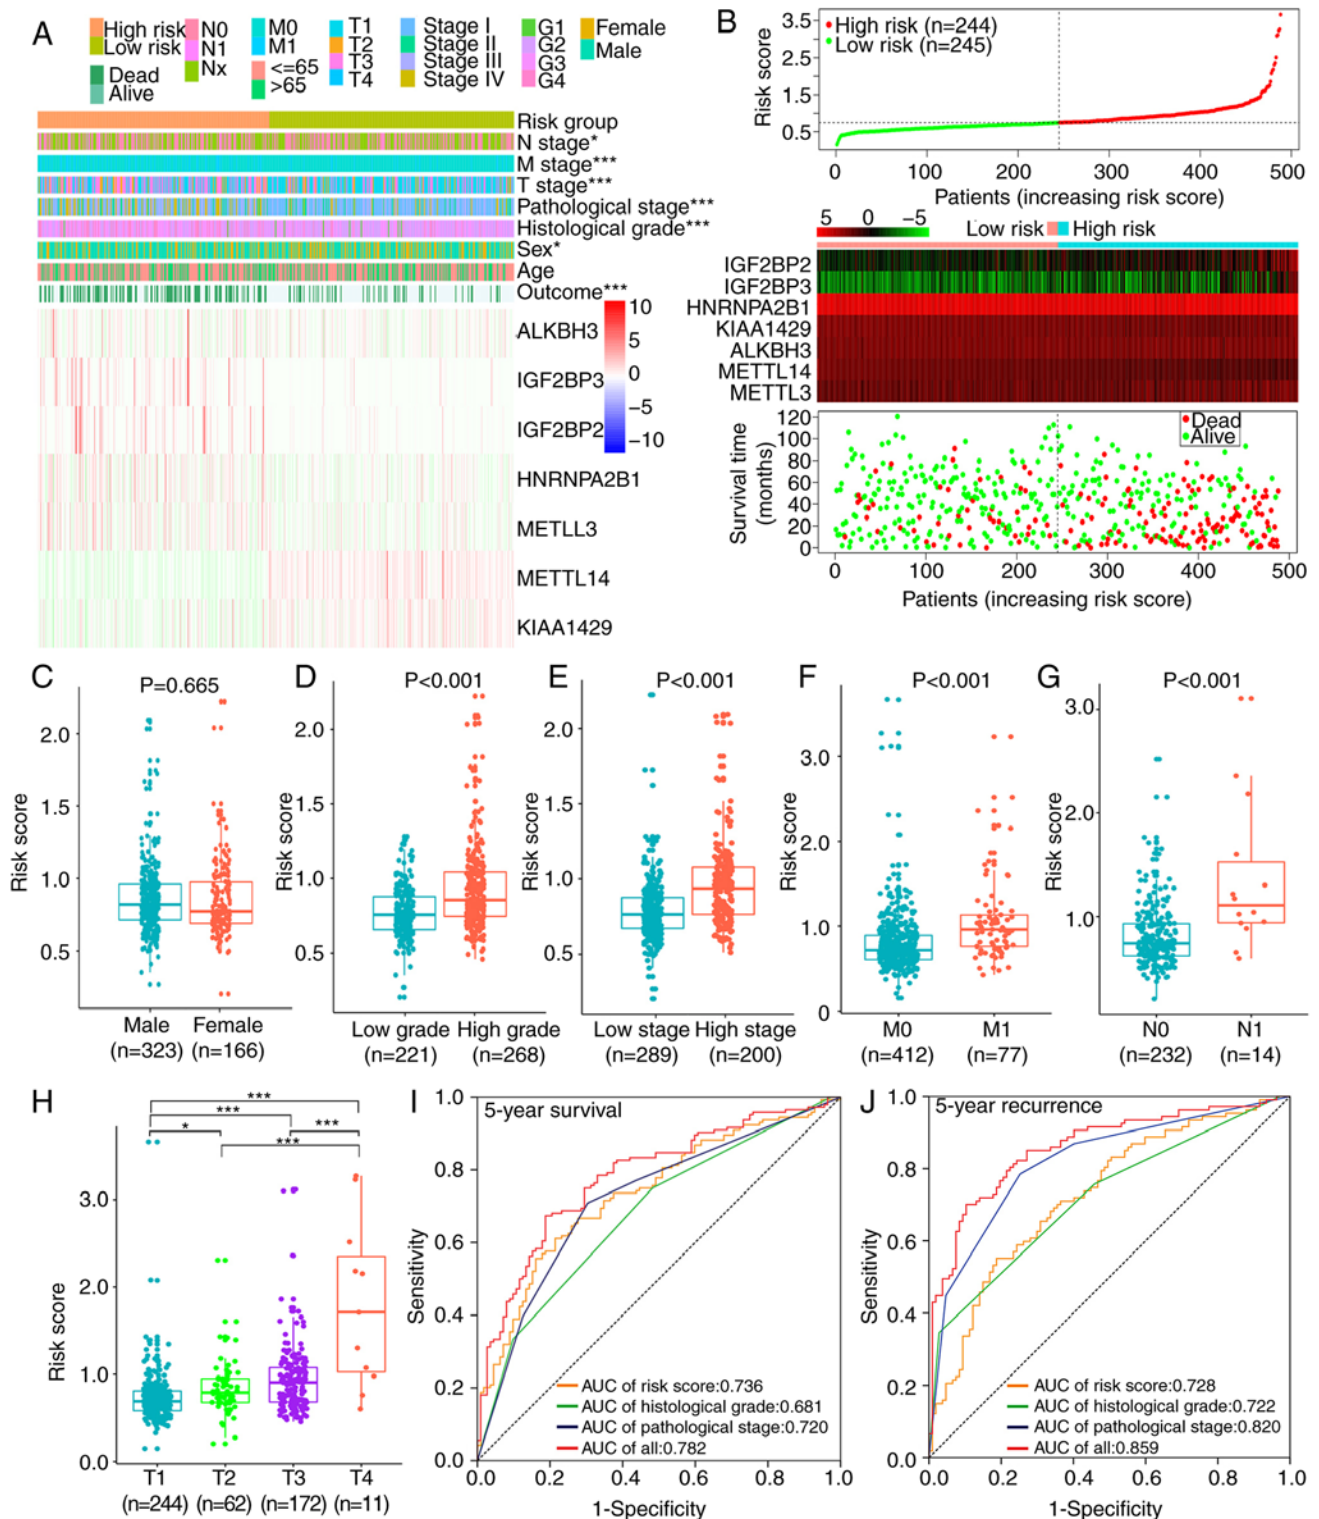 A
High risk
Low risk
Dead
Alive
N0
N1
Nx
M0
M1
<=65
>65
T1
T2
T3
T4
Stage I
Stage II
Stage III
Stage IV
G1
G2
G3
G4
Female
Male
Risk group
N stage*
M stage***
T stage***
Pathological stage***
Histological grade***
Sex*
Age
Outcome***
ALKBH3
IGF2BP3
IGF2BP2
HNRNPA2B1
METLL3
METTL14
KIAA1429
10
5
0
−5
−10
B
High risk (n=244)
Low risk (n=245)
Risk score
3.5
2.5
1.5
0.5
0 100 200 300 400 500
Patients (increasing risk score)
5 0 −5
Low risk High risk
IGF2BP2
IGF2BP3
HNRNPA2B1
KIAA1429
ALKBH3
METTL14
METTL3
Dead
Alive
Survival time
(months)
120
100
80
60
40
20
0
0 100 200 300 400 500
Patients (increasing risk score)
C
P=0.665
Risk score
2.0
1.5
1.0
0.5
Male Female
(n=323) (n=166)
D
P<0.001
Risk score
2.0
1.5
1.0
0.5
Low grade High grade
(n=221) (n=268)
E
P<0.001
Risk score
2.0
1.5
1.0
0.5
Low stage High stage
(n=289) (n=200)
F
P<0.001
Risk score
3.0
2.0
1.0
0
M0 M1
(n=412) (n=77)
G
P<0.001
Risk score
3.0
2.0
1.0
N0 N1
(n=232) (n=14)
H
***
*** ***
* ***
Risk score
3.0
2.0
1.0
0.0
T1 T2 T3 T4
(n=244) (n=62) (n=172) (n=11)
I
5-year survival
Sensitivity
1.0
0.8
0.6
0.4
0.2
0.0
AUC of risk score:0.736
AUC of histological grade:0.681
AUC of pathological stage:0.720
AUC of all:0.782
0.0 0.2 0.4 0.6 0.8 1.0
1-Specificity
J
5-year recurrence
Sensitivity
1.0
0.8
0.6
0.4
0.2
0.0
AUC of risk score:0.728
AUC of histological grade:0.722
AUC of pathological stage:0.820
AUC of all:0.859
0.0 0.2 0.4 0.6 0.8 1.0
1-Specificity